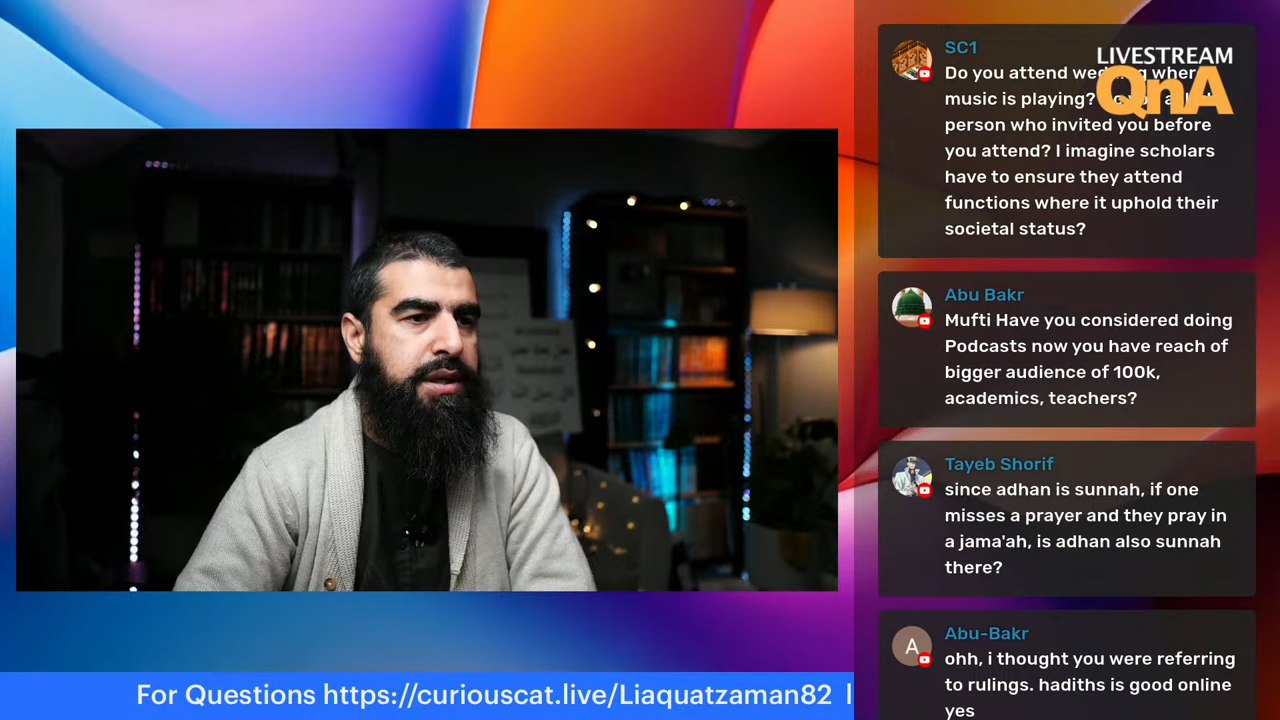 SC1
Do you attend wedding where
music is playing?
person who invited you before
you attend? I imagine scholars
have to ensure they attend
functions where it uphold their
societal status?
LIVESTREAM
QnA
Abu Bakr
Mufti Have you considered doing
Podcasts now you have reach of
bigger audience of 100k,
academics, teachers?
Tayeb Shorif
since adhan is sunnah, if one
misses a prayer and they pray in
a jama'ah, is adhan also sunnah
there?
A
Abu-Bakr
ohh, i thought you were referring
to rulings. hadiths is good online
yes
For Questions https://curiouscat.live/Liaquatzaman82 l